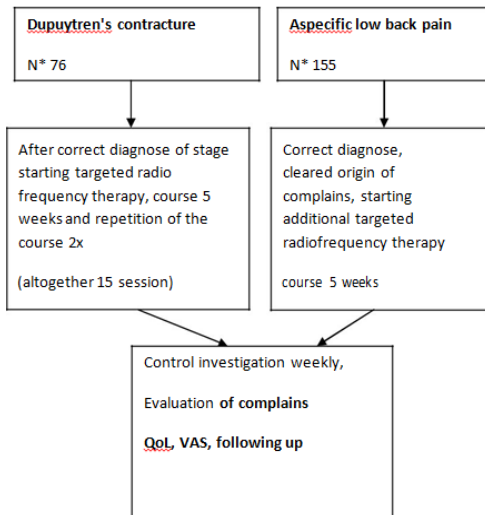 Dupuytren's contracture
N* 76
Aspecific low back pain
N* 155
After correct diagnose of stage
starting targeted radio
frequency therapy, course 5
weeks and repetition of the
course 2x
(altogether 15 session)
Correct diagnose,
cleared origin of
complains, starting
additional targeted
radiofrequency therapy
course 5 weeks
Control investigation weekly,
Evaluation of complains
QoL, VAS, following up